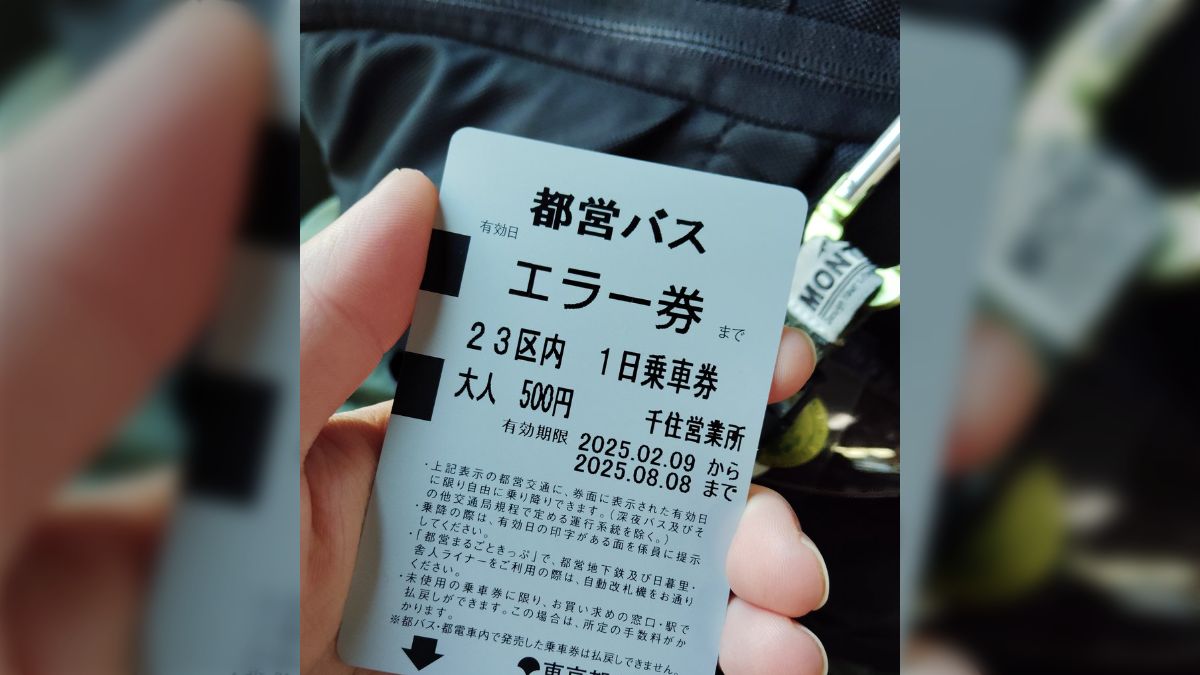 都営バス
有効日
エラー券 まで
23区内 1日乗車券
大人 500円
千住営業所
有効期限 2025.02.09 から
2025.08.08 まで
・上記表示の都営交通に、券面に表示された有効日
に限り自由に乗り降りできます。(深夜バス及びそ
の他交通局規程で定める運行系統を除く。)
・乗降の際は、有効日の印字がある面を係員に提示
してください。
・「都営まるごときっぷ」で、都営地下鉄及び日暮里・
舎人ライナーをご利用の際は、自動改札機をお通り
ください。
・未使用の乗車券に限り、お買い求めの窓口・駅で
払戻しができます。この場合は、所定の手数料がか
かります。
※都バス・都電車内で発売した乗車券は払戻しできません。
東京都
MON